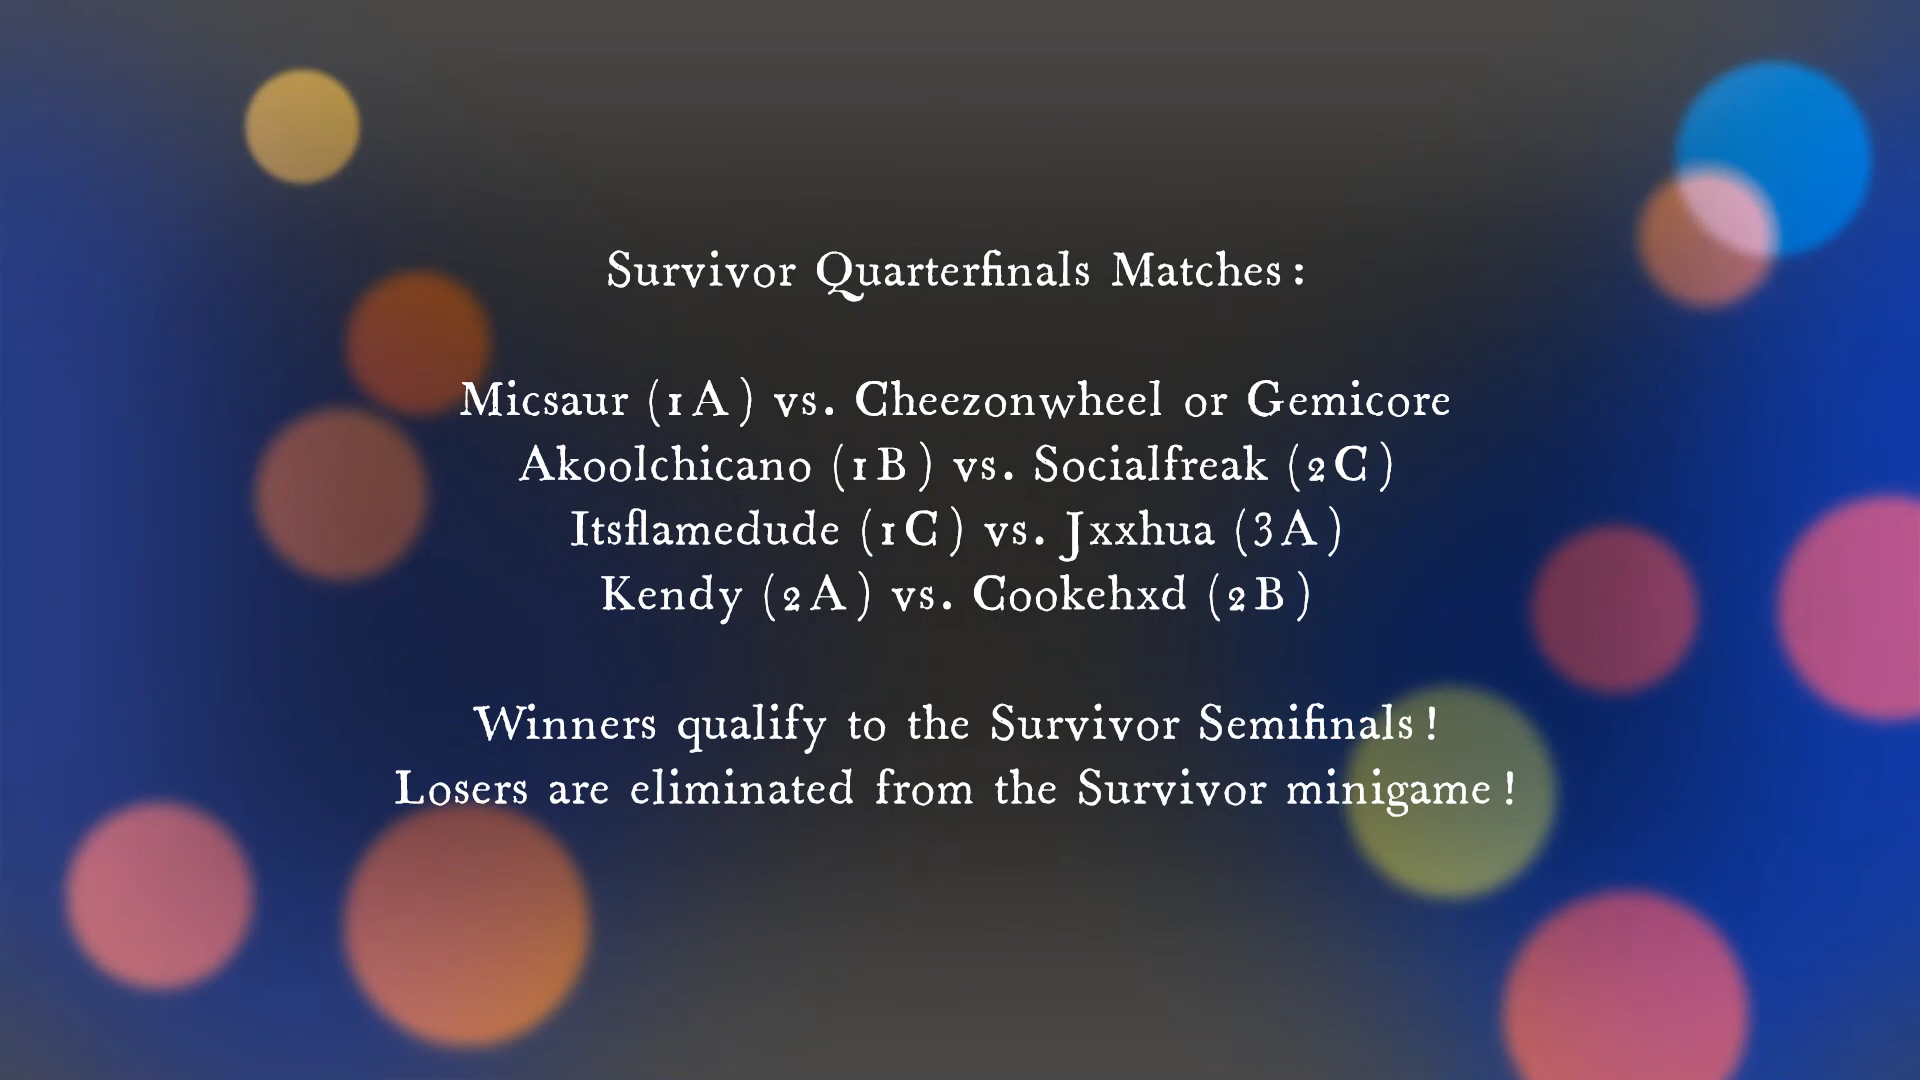 Survivor Quarterfinals Matches:
Micsaur (1A) vs. Cheezonwheel or Gemicore
Akoolchicano (1B) vs. Socialfreak (2C)
Itsflamedude (1C) vs. Jxxhua (3A)
Kendy (2A) vs. Cookehxd (2B)
Winners qualify to the Survivor Semifinals!
Losers are eliminated from the Survivor minigame!